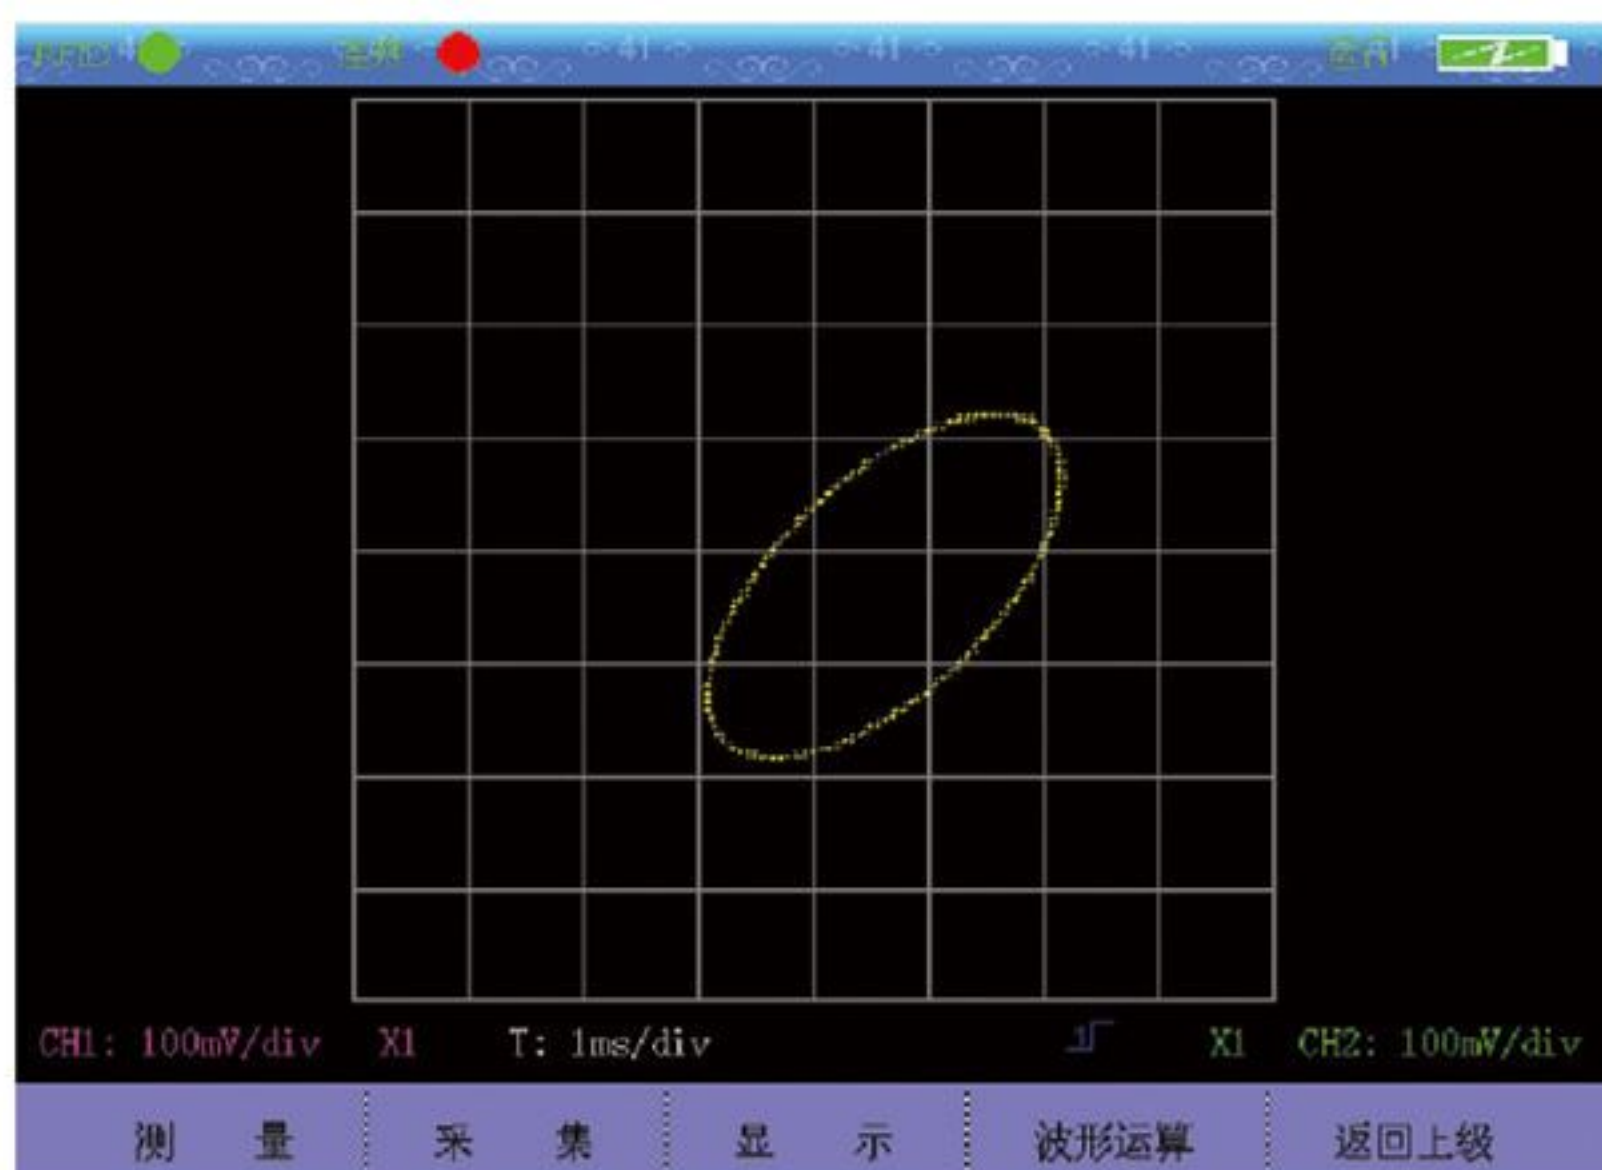 CH1: 100mV/div X1 T: 1ms/div X1 CH2: 100mV/div
测 量 采 集 显 示 波形运算 返回上级